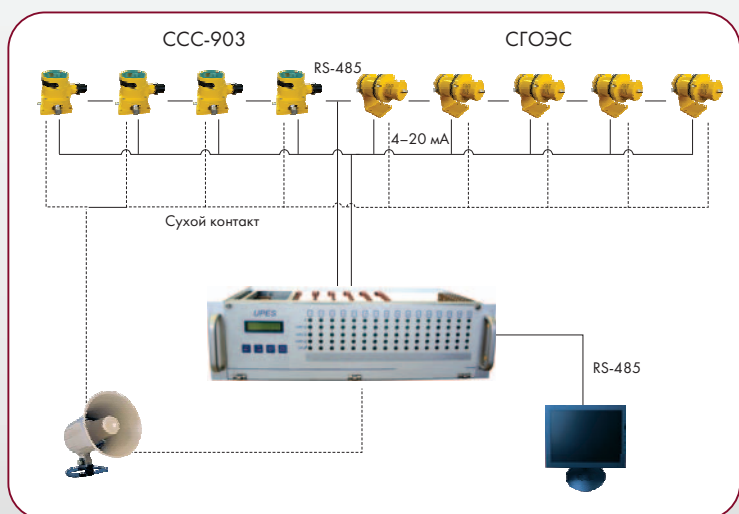 ССС-903
СГОЭС
RS-485
4–20 мА
Сухой контакт
UPES
RS-485